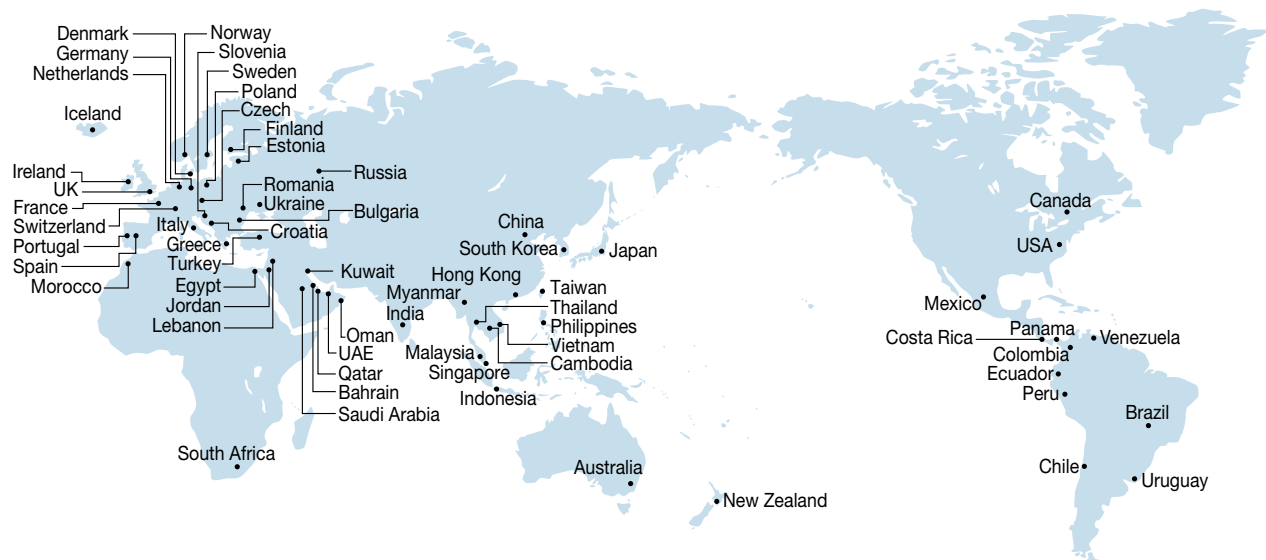 Denmark
Norway
Germany
Slovenia
Netherlands
Sweden
Poland
Czech
Iceland
Finland
Estonia
Ireland
Russia
UK
Romania
France
Ukraine
Switzerland
Bulgaria
Italy
Croatia
Portugal
Greece
Spain
Turkey
Morocco
Kuwait
Egypt
Jordan
Lebanon
Oman
UAE
Qatar
Bahrain
Saudi Arabia
South Africa
China
South Korea
Japan
Hong Kong
Myanmar
Taiwan
India
Thailand
Philippines
Vietnam
Malaysia
Cambodia
Singapore
Indonesia
Australia
New Zealand
Canada
USA
Mexico
Costa Rica
Panama
Venezuela
Colombia
Ecuador
Peru
Brazil
Chile
Uruguay